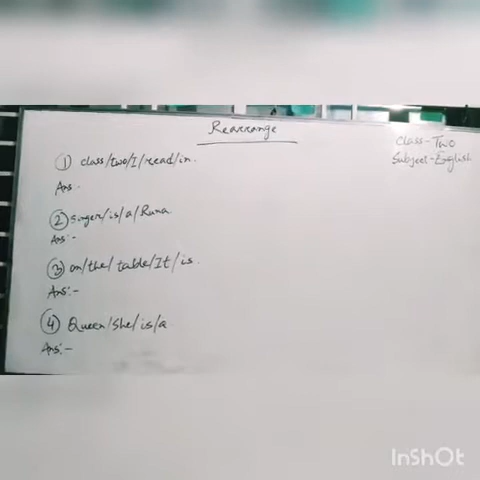 Rearrange
Class - Two
Subject - English
① class/two/I/read/in.
Ans.
② Singer/is/a/Runa.
Ans:-
③ on/the/table/It/is.
Ans:-
④ Queen/She/is/a
Ans:-
InShOt